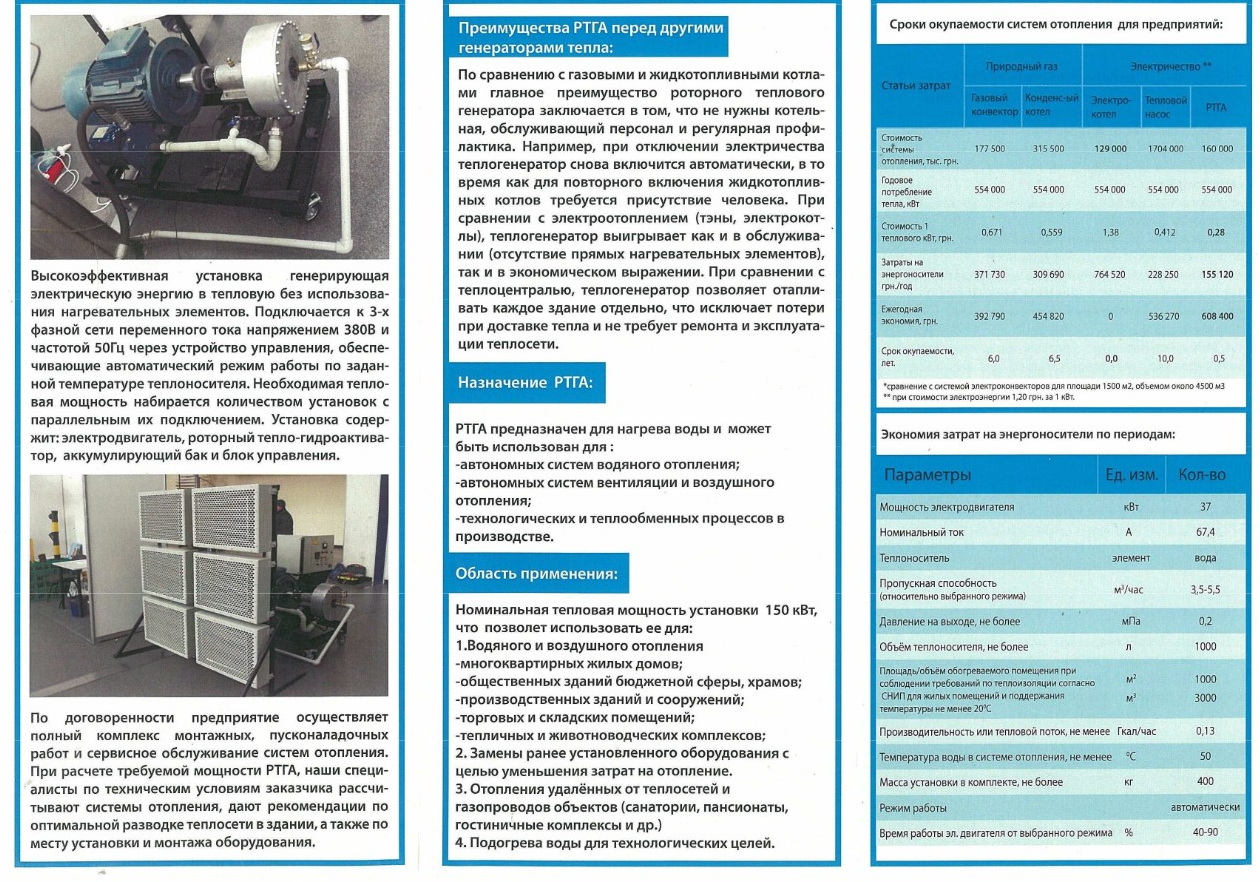 Высокоэффективная установка генерирующая
электрическую энергию в тепловую без использова-
ния нагревательных элементов. Подключается к 3-х
фазной сети переменного тока напряжением 380В и
частотой 50Гц через устройство управления, обеспе-
чивающие автоматический режим работы по задан-
ной температуре теплоносителя. Необходимая тепло-
вая мощность набирается количеством установок с
параллельным их подключением. Установка содер-
жит: электродвигатель, роторный тепло-гидроактива-
тор, аккумулирующий бак и блок управления.
По договоренности предприятие осуществляет
полный комплекс монтажных, пусконаладочных
работ и сервисное обслуживание систем отопления.
При расчете требуемой мощности РТГА, наши специ-
алисты по техническим условиям заказчика рассчи-
тывают системы отопления, дают рекомендации по
оптимальной разводке теплосети в здании, а также по
месту установки и монтажа оборудования.
Преимущества РТГА перед другими
генераторами тепла:
По сравнению с газовыми и жидкотопливными котла-
ми главное преимущество роторного теплового
генератора заключается в том, что не нужны котель-
ная, обслуживающий персонал и регулярная профи-
лактика. Например, при отключении электричества
теплогенератор снова включится автоматически, в то
время как для повторного включения жидкотоплив-
ных котлов требуется присутствие человека. При
сравнении с электроотоплением (тэны, электрокот-
лы), теплогенератор выигрывает как и в обслужива-
нии (отсутствие прямых нагревательных элементов),
так и в экономическом выражении. При сравнении с
теплоцентралью, теплогенератор позволяет отапли-
вать каждое здание отдельно, что исключает потери
при доставке тепла и не требует ремонта и эксплуата-
ции теплосети.
Назначение РТГА:
РТГА предназначен для нагрева воды и может
быть использован для :
-автономных систем водяного отопления;
-автономных систем вентиляции и воздушного
отопления;
-технологических и теплообменных процессов в
производстве.
Область применения:
Номинальная тепловая мощность установки 150 кВт,
что позволет использовать ее для:
1.Водяного и воздушного отопления
-многоквартирных жилых домов;
-общественных зданий бюджетной сферы, храмов;
-производственных зданий и сооружений;
-торговых и складских помещений;
-тепличных и животноводческих комплексов;
2. Замены ранее установленного оборудования с
целью уменьшения затрат на отопление.
3. Отопления удалённых от теплосетей и
газопроводов объектов (санатории, пансионаты,
гостиничные комплексы и др.)
4. Подогрева воды для технологических целей.
Сроки окупаемости систем отопления для предприятий:
Статьи затрат
Природный газ Электричество **
Газовый конвектор Конденс-ый котел Электро-котел Тепловой насос РТГА
Стоимость
системы
отопления, тыс. грн. 177 500 315 500 129 000 1704 000 160 000
Годовое
потребление
тепла, кВт 554 000 554 000 554 000 554 000 554 000
Стоимость 1
теплового кВт, грн. 0,671 0,559 1,38 0,412 0,28
Затраты на
энергоносители
грн./год 371 730 309 690 764 520 228 250 155 120
Ежегодная
экономия, грн. 392 790 454 820 0 536 270 608 400
Срок окупаемости,
лет. 6,0 6,5 0,0 10,0 0,5
*сравнение с системой электроконвекторов для площади 1500 м2, объемом около 4500 м3
** при стоимости электроэнергии 1,20 грн. за 1 кВт.
Экономия затрат на энергоносители по периодам:
Параметры Ед. изм. Кол-во
Мощность электродвигателя кВт 37
Номинальный ток А 67,4
Теплоноситель элемент вода
Пропускная способность
(относительно выбранного режима) м³/час 3,5-5,5
Давление на выходе, не более мПа 0,2
Объём теплоносителя, не более л 1000
Площадь/объём обогреваемого помещения при
соблюдении требований по теплоизоляции согласно м² 1000
СНИП для жилых помещений и поддержания м³ 3000
температуры не менее 20°С
Производительность или тепловой поток, не менее Гкал/час 0,13
Температура воды в системе отопления, не менее °С 50
Масса установки в комплекте, не более кг 400
Режим работы автоматически
Время работы эл. двигателя от выбранного режима % 40-90